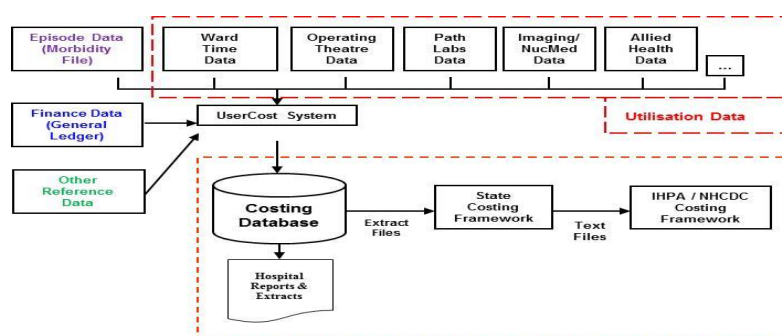 Episode Data
(Morbidity
File)
Ward
Time
Data
Operating
Theatre
Data
Path
Labs
Data
Imaging/
NucMed
Data
Allied
Health
Data
...
Finance Data
(General
Ledger)
UserCost System
Utilisation Data
Other
Reference
Data
Costing
Database
Extract
Files
State
Costing
Framework
Text
Files
IHPA / NHCDC
Costing
Framework
Hospital
Reports &
Extracts